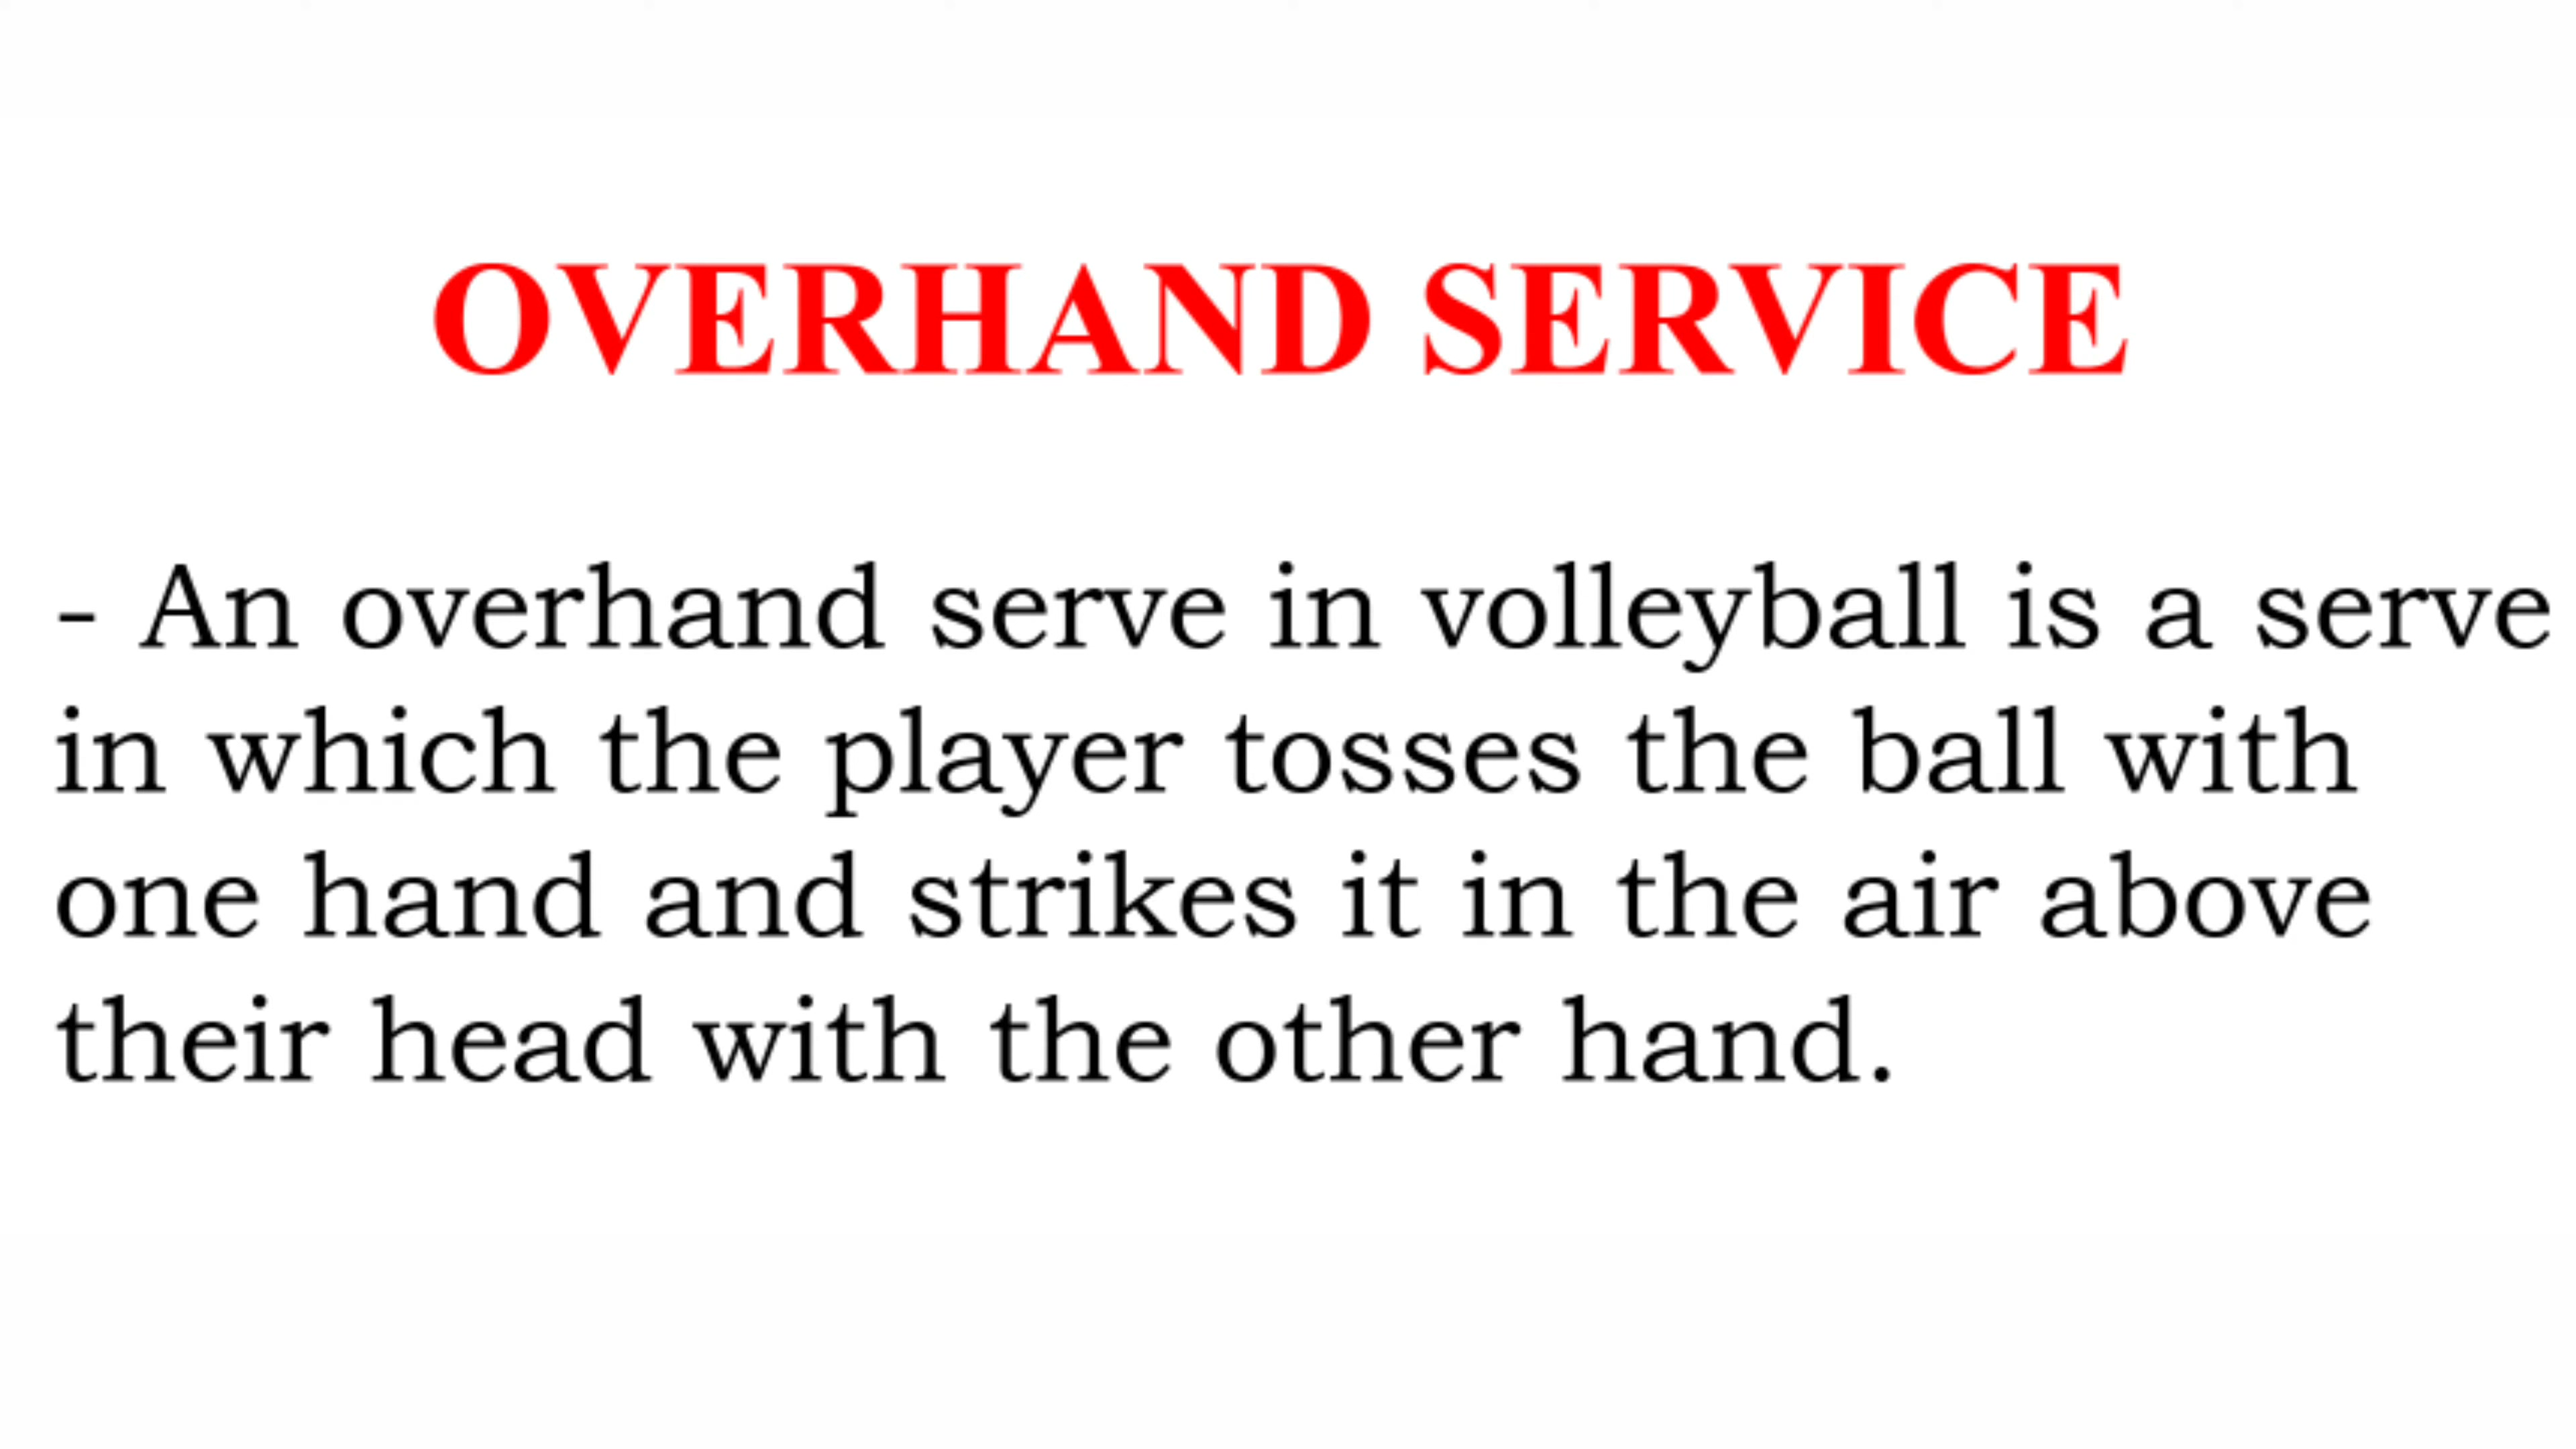 OVERHAND SERVICE
- An overhand serve in volleyball is a serve
in which the player tosses the ball with
one hand and strikes it in the air above
their head with the other hand.